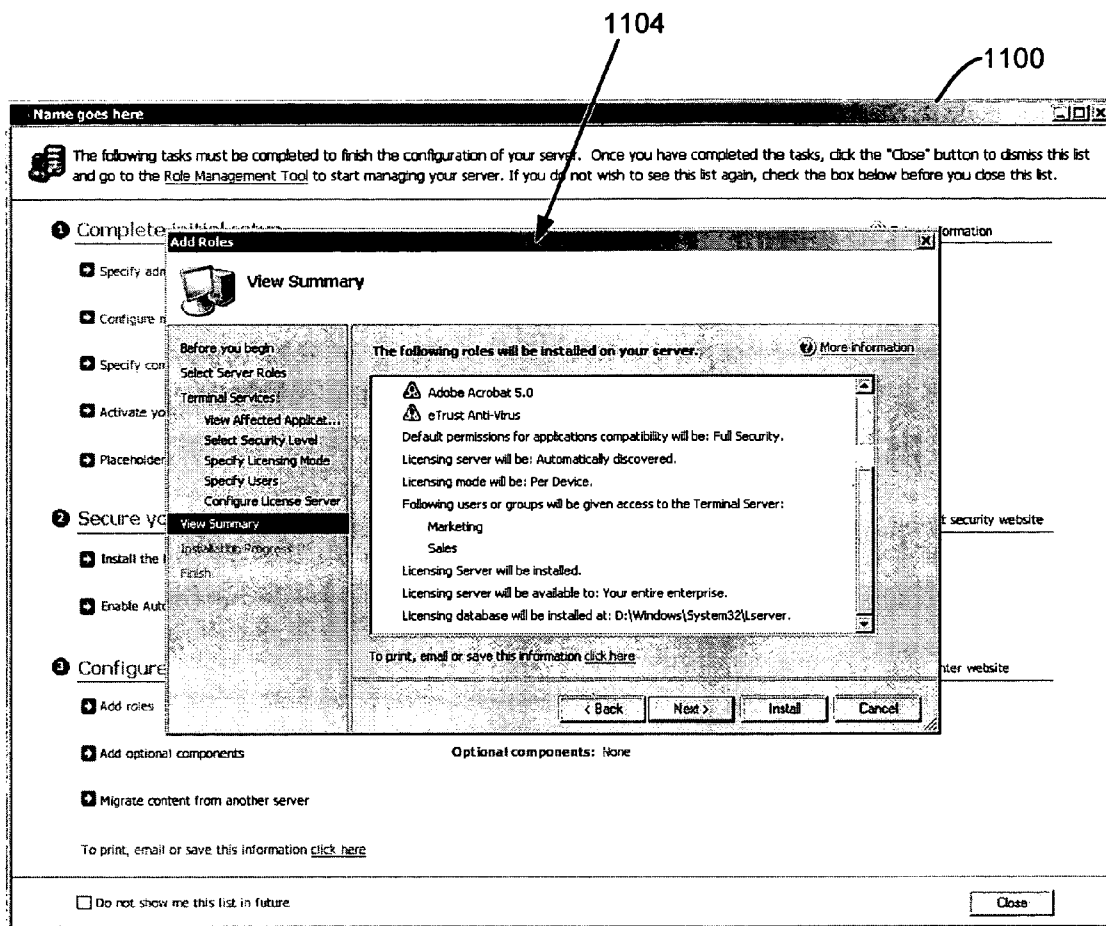 1104
1100
Name goes here
The following tasks must be completed to finish the configuration of your server. Once you have completed the tasks, click the "Close" button to dismiss this list
and go to the Role Management Tool to start managing your server. If you do not wish to see this list again, check the box below before you close this list.
1 Complete initial setup
Add Roles
View Summary
Specify adm
Configure n
Specify com
Activate yo
Placeholder
2 Secure yo
t security website
Install the l
Enable Auto
3 Configure
nter website
Add roles
Before you begin
Select Server Roles
Terminal Services:
View Affected Applicat...
Select Security Level
Specify Licensing Mode
Specify Users
Configure License Server
View Summary
Installation Progress
Finish
The following roles will be installed on your server.
More information
Adobe Acrobat 5.0
eTrust Anti-Virus
Default permissions for applications compatibility will be: Full Security.
Licensing server will be: Automatically discovered.
Licensing mode will be: Per Device.
Following users or groups will be given access to the Terminal Server:
Marketing
Sales
Licensing Server will be installed.
Licensing server will be available to: Your entire enterprise.
Licensing database will be installed at: D:\Windows\System32\Lserver.
To print, email or save this information click here
< Back Next > Install Cancel
Add optional components
Optional components: None
Migrate content from another server
To print, email or save this information click here
Do not show me this list in future
Close